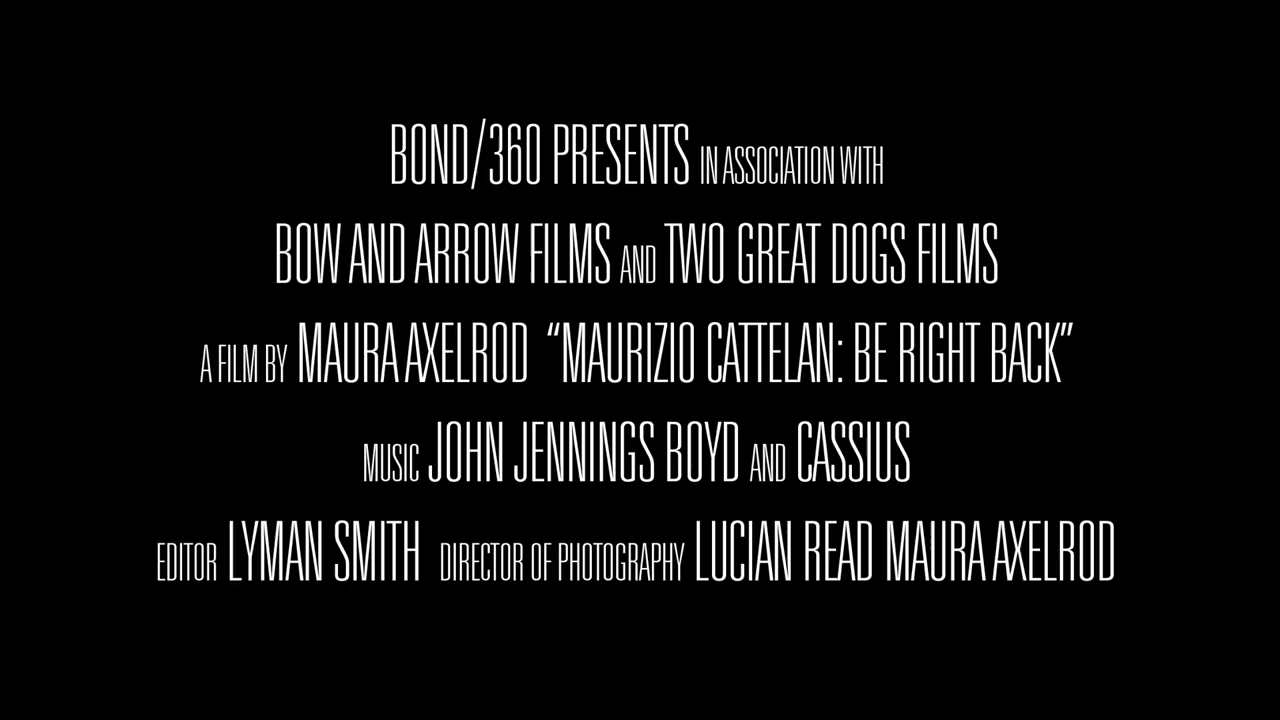 BOND/360 PRESENTS IN ASSOCIATION WITH
BOW AND ARROW FILMS AND TWO GREAT DOGS FILMS
A FILM BY MAURA AXELROD "MAURIZIO CATTELAN: BE RIGHT BACK"
MUSIC JOHN JENNINGS BOYD AND CASSIUS
EDITOR LYMAN SMITH DIRECTOR OF PHOTOGRAPHY LUCIAN READ MAURA AXELROD